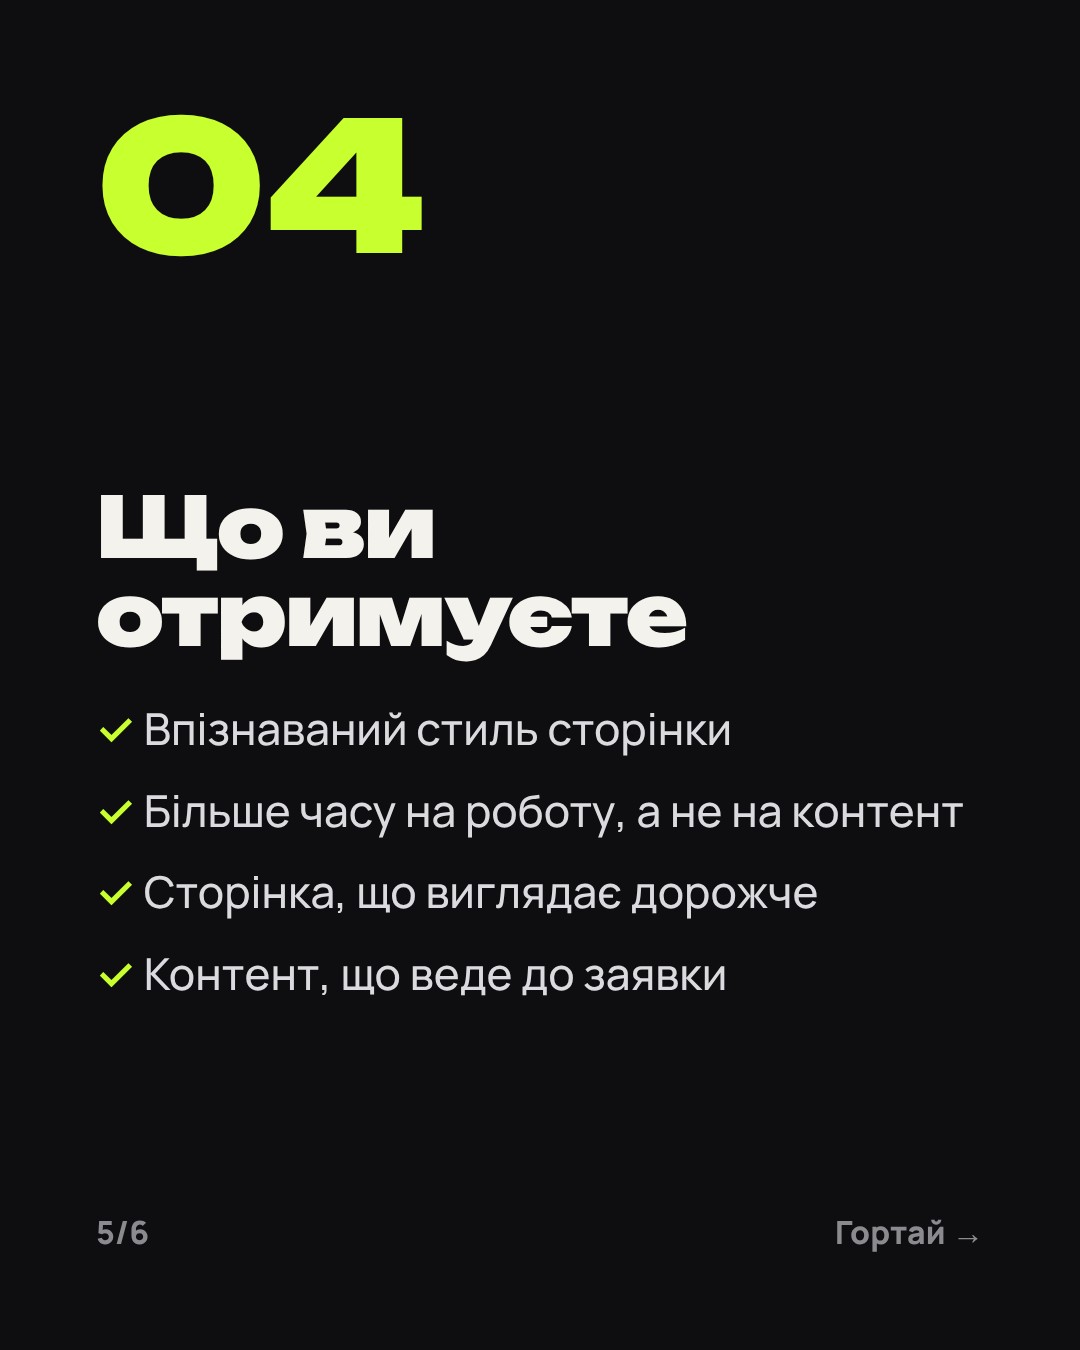 04
Що ви
отримуєте
✓ Впізнаваний стиль сторінки
✓ Більше часу на роботу, а не на контент
✓ Сторінка, що виглядає дорожче
✓ Контент, що веде до заявки
5/6
Гортай →